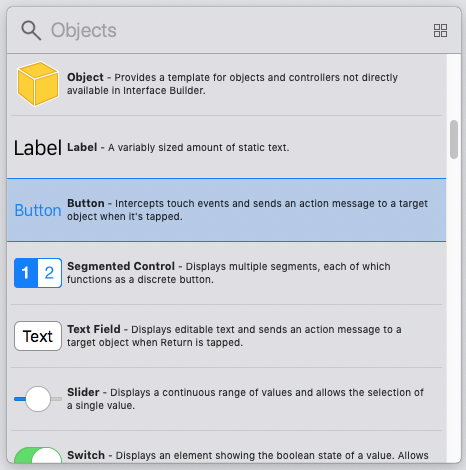 Objects
Object - Provides a template for objects and controllers not directly
available in Interface Builder.
Label Label - A variably sized amount of static text.
Button Button - Intercepts touch events and sends an action message to a target
object when it's tapped.
1 2 Segmented Control - Displays multiple segments, each of which
functions as a discrete button.
Text Text Field - Displays editable text and sends an action message to a
target object when Return is tapped.
Slider - Displays a continuous range of values and allows the selection of
a single value.
Switch - Displays an element showing the boolean state of a value. Allows